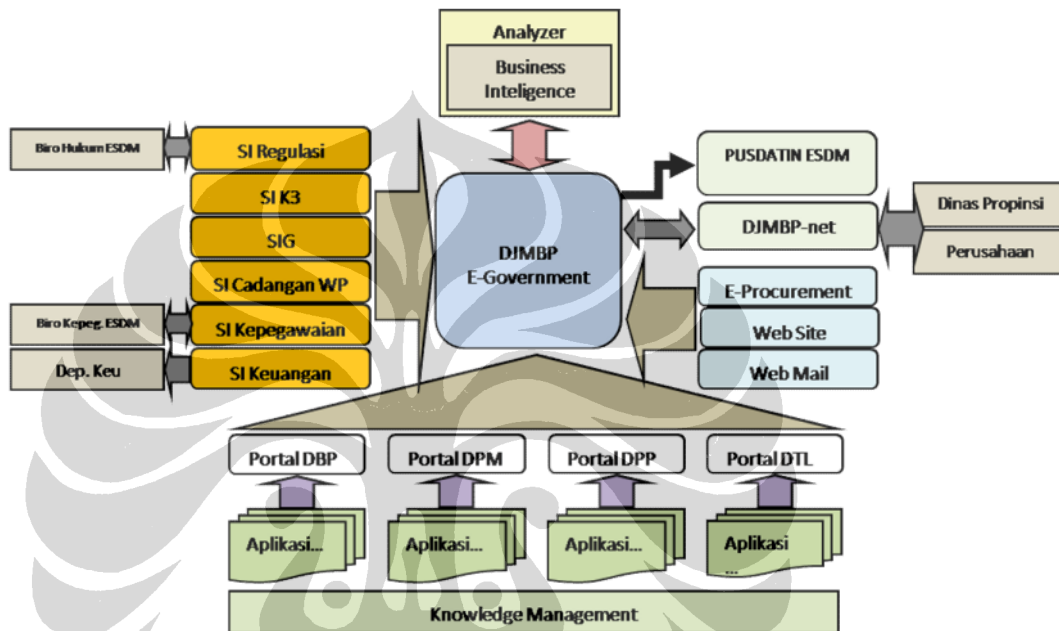 Analyzer
Business
Inteligence
Biro Hukum ESDM
SI Regulasi
SI K3
SIG
SI Cadangan WP
Biro Kepeg. ESDM
SI Kepegawaian
Dep. Keu
SI Keuangan
DJMBP
E-Government
PUSDATIN ESDM
DJMBP-net
Dinas Propinsi
Perusahaan
E-Procurement
Web Site
Web Mail
Portal DBP
Portal DPM
Portal DPP
Portal DTL
Aplikasi...
Aplikasi...
Aplikasi...
Aplikasi
...
Knowledge Management